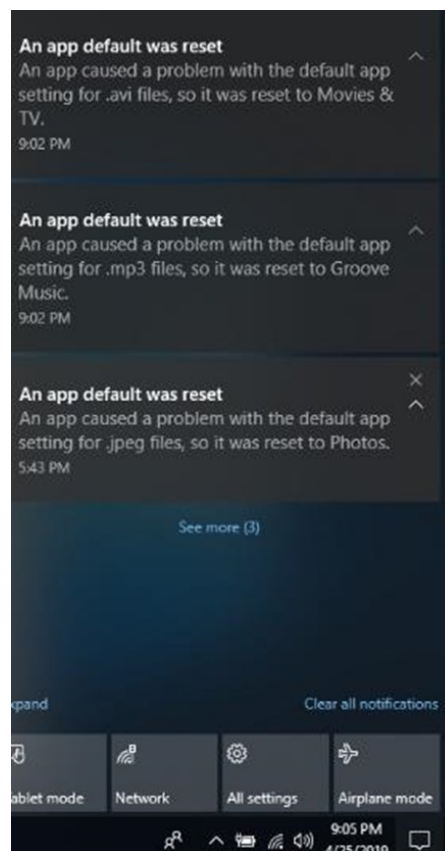 An app default was reset
An app caused a problem with the default app
setting for .avi files, so it was reset to Movies &
TV.
9:02 PM
An app default was reset
An app caused a problem with the default app
setting for .mp3 files, so it was reset to Groove
Music.
9:02 PM
An app default was reset
An app caused a problem with the default app
setting for .jpeg files, so it was reset to Photos.
5:43 PM
See more (3)
xpand
Clear all notifications
ablet mode
Network
All settings
Airplane mode
9:05 PM
4/25/2019